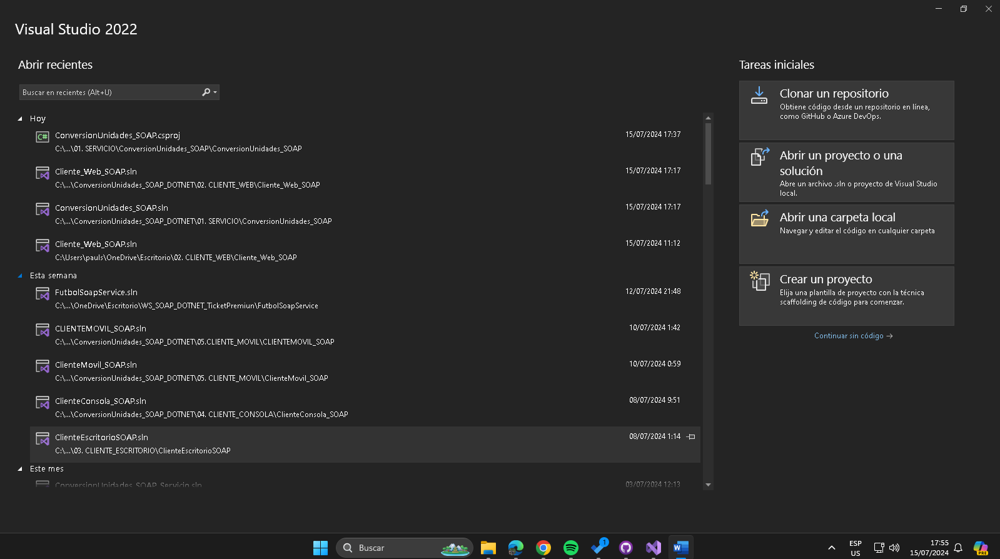 Visual Studio 2022
Abrir recientes
Buscar en recientes (Alt+U)
Hoy
ConversionUnidades_SOAP.csproj
15/07/2024 17:37
C:\...\01. SERVICIO\ConversionUnidades_SOAP\ConversionUnidades_SOAP
Cliente_Web_SOAP.sln
15/07/2024 17:17
C:\...\ConversionUnidades_SOAP_DOTNET\02. CLIENTE_WEB\Cliente_Web_SOAP
ConversionUnidades_SOAP.sln
15/07/2024 17:17
C:\...\ConversionUnidades_SOAP_DOTNET\01. SERVICIO\ConversionUnidades_SOAP
Cliente_Web_SOAP.sln
15/07/2024 11:12
C:\Users\pauls\OneDrive\Escritorio\02. CLIENTE_WEB\Cliente_Web_SOAP
Esta semana
FutbolSoapService.sln
12/07/2024 21:48
C:\...\OneDrive\Escritorio\WS_SOAP_DOTNET_TicketPremiun\FutbolSoapService
CLIENTEMOVIL_SOAP.sln
10/07/2024 1:42
C:\...\ConversionUnidades_SOAP_DOTNET\05.CLIENTE_MOVIL\CLIENTEMOVIL_SOAP
ClienteMovil_SOAP.sln
10/07/2024 0:59
C:\...\ConversionUnidades_SOAP_DOTNET\05. CLIENTE_MOVIL\ClienteMovil_SOAP
ClienteConsola_SOAP.sln
08/07/2024 9:51
C:\...\ConversionUnidades_SOAP_DOTNET\04. CLIENTE_CONSOLA\ClienteConsola_SOAP
ClienteEscritorioSOAP.sln
08/07/2024 1:14
C:\...\03. CLIENTE_ESCRITORIO\ClienteEscritorioSOAP
Este mes
ConversionUnidades_SOAP_Servicio.sln
03/07/2024 12:13
Tareas iniciales
Clonar un repositorio
Obtiene código desde un repositorio en línea,
como GitHub o Azure DevOps.
Abrir un proyecto o una
solución
Abre un archivo .sln o proyecto de Visual Studio
local.
Abrir una carpeta local
Navegar y editar el código en cualquier carpeta
Crear un proyecto
Elija una plantilla de proyecto con la técnica
scaffolding de código para comenzar.
Continuar sin código →
C#
Buscar
1
W
ESP
US
17:55
15/07/2024
PRE